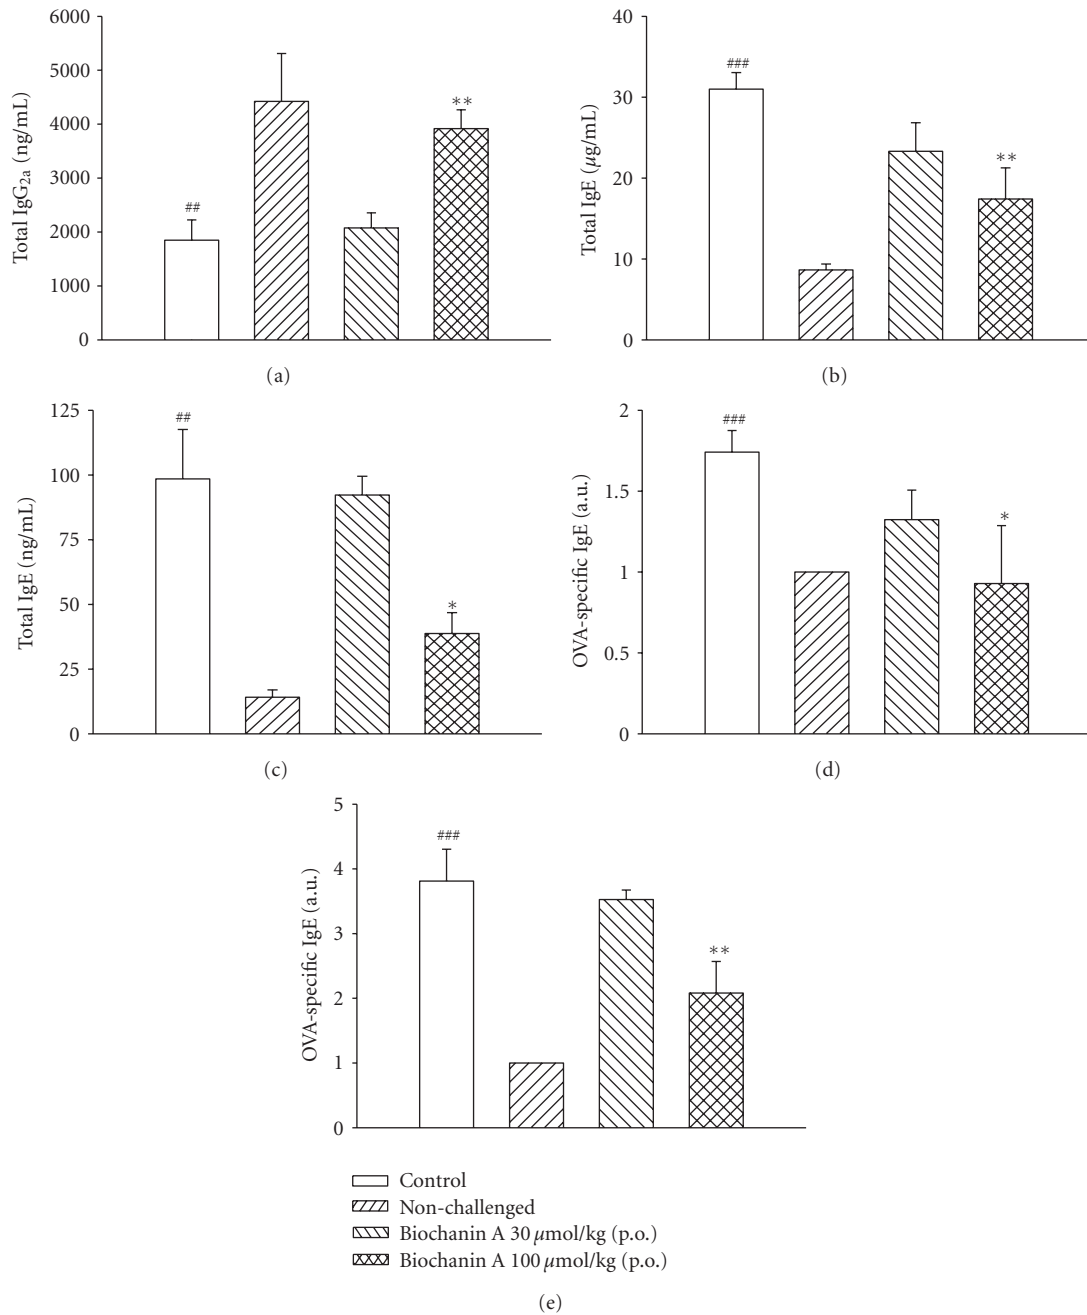 6000
5000
4000
3000
2000
1000
0
Total IgG2a (ng/mL)
##
**
(a)
40
30
20
10
0
Total IgE (μg/mL)
###
**
(b)
125
100
75
50
25
0
Total IgE (ng/mL)
##
*
(c)
2
1.5
1
0.5
0
OVA-specific IgE (a.u.)
###
*
(d)
5
4
3
2
1
0
OVA-specific IgE (a.u.)
###
**
Control
Non-challenged
Biochanin A 30 μmol/kg (p.o.)
Biochanin A 100 μmol/kg (p.o.)
(e)